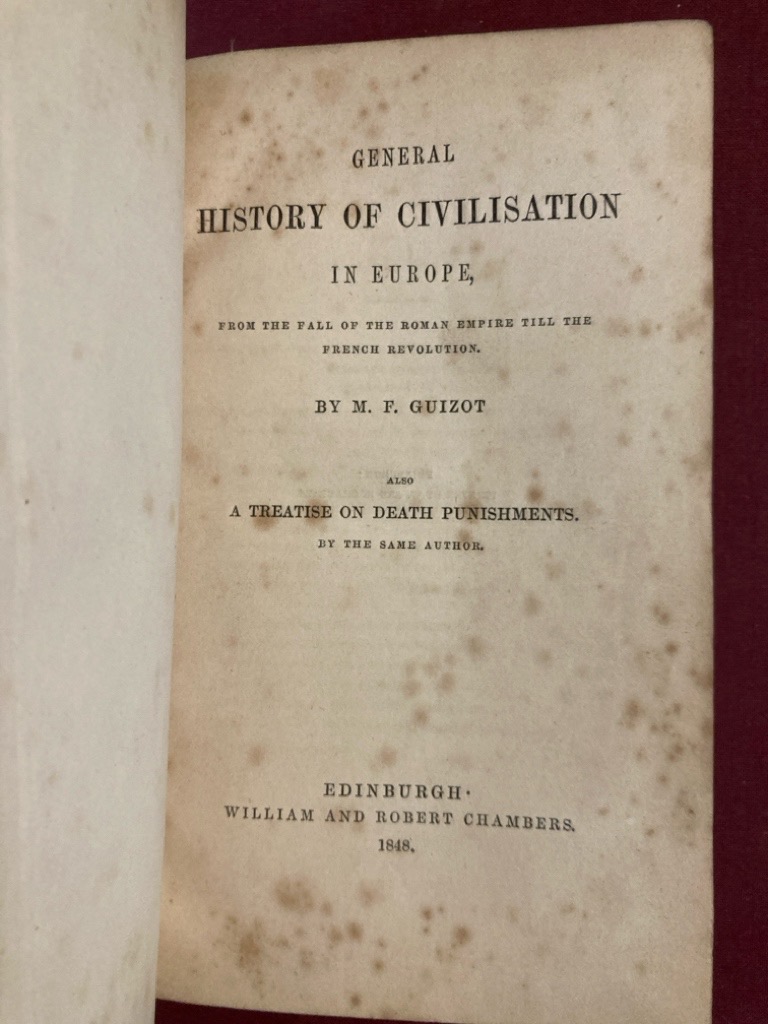 GENERAL
HISTORY OF CIVILISATION
IN EUROPE,
FROM THE FALL OF THE ROMAN EMPIRE TILL THE
FRENCH REVOLUTION.
BY M. F. GUIZOT
ALSO
A TREATISE ON DEATH PUNISHMENTS.
BY THE SAME AUTHOR.
EDINBURGH·
WILLIAM AND ROBERT CHAMBERS.
1848.